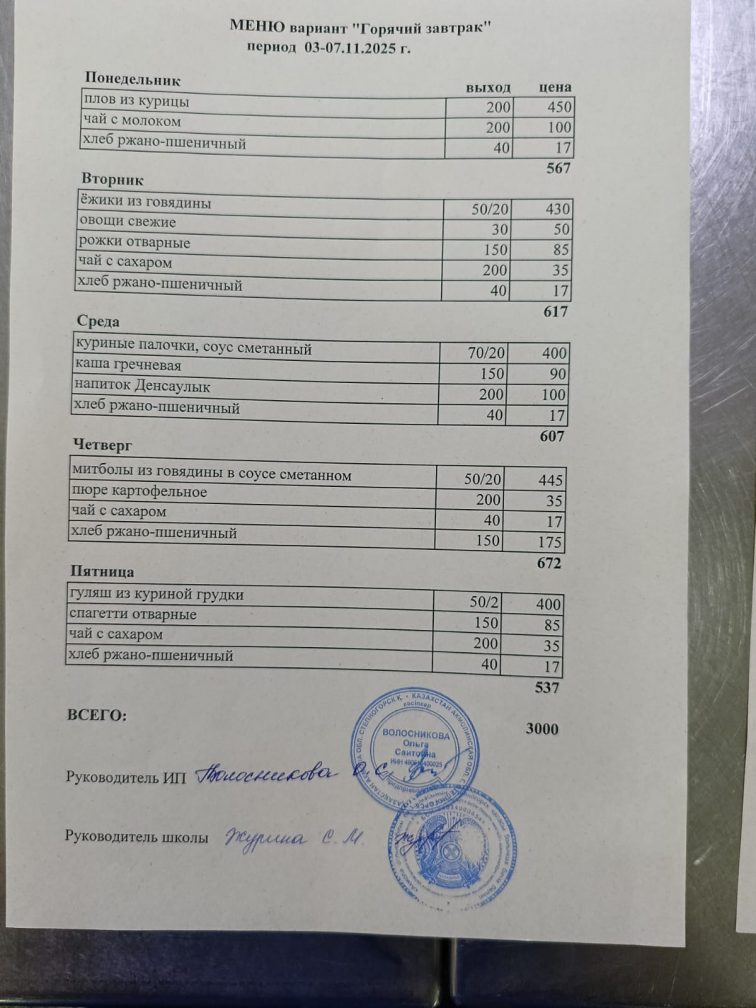 МЕНЮ вариант "Горячий завтрак"
период 03-07.11.2025 г.
Понедельник выход цена
плов из курицы 200 450
чай с молоком 200 100
хлеб ржано-пшеничный 40 17
567
Вторник
ёжики из говядины 50/20 430
овощи свежие 30 50
рожки отварные 150 85
чай с сахаром 200 35
хлеб ржано-пшеничный 40 17
617
Среда
куриные палочки, соус сметанный 70/20 400
каша гречневая 150 90
напиток Денсаулык 200 100
хлеб ржано-пшеничный 40 17
607
Четверг
митболы из говядины в соусе сметанном 50/20 445
пюре картофельное 200 35
чай с сахаром 40 17
хлеб ржано-пшеничный 150 175
672
Пятница
гуляш из куриной грудки 50/2 400
спагетти отварные 150 85
чай с сахаром 200 35
хлеб ржано-пшеничный 40 17
537
ВСЕГО: 3000
ВОЛОСНИКОВА
Ольга
Саитовна
Руководитель ИП Волосникова О.С.
Руководитель школы Журина С.М.